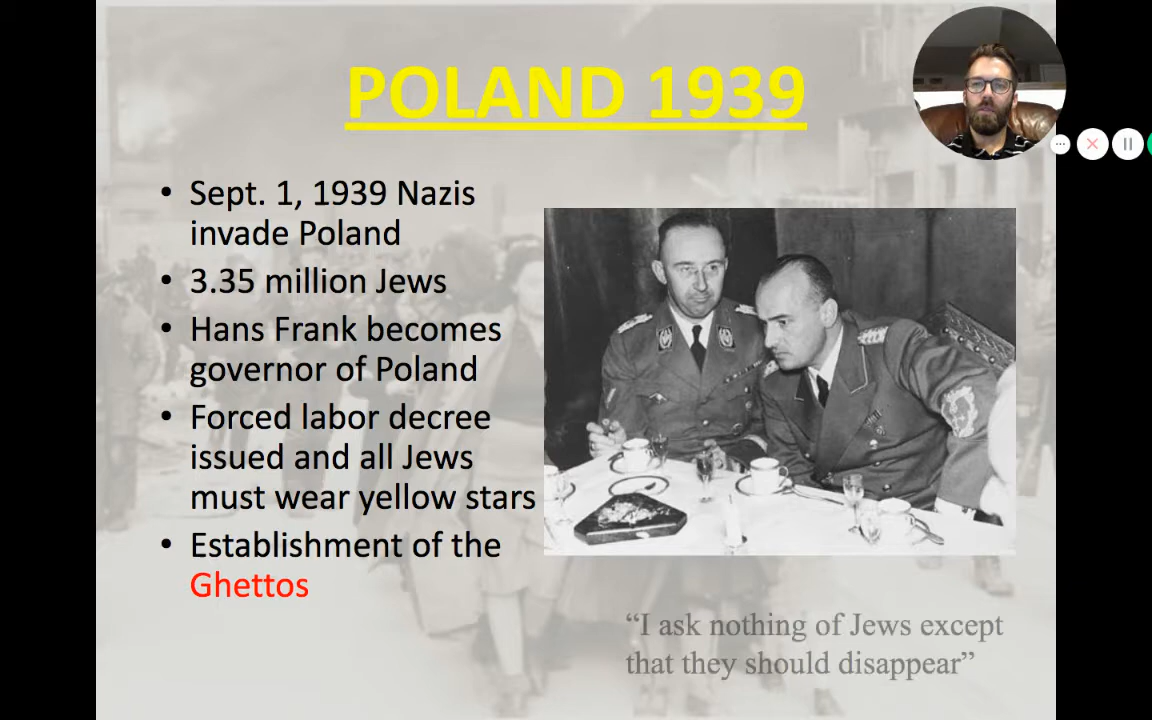 POLAND 1939
• Sept. 1, 1939 Nazis
invade Poland
• 3.35 million Jews
• Hans Frank becomes
governor of Poland
• Forced labor decree
issued and all Jews
must wear yellow stars
• Establishment of the
Ghettos
“I ask nothing of Jews except
that they should disappear”